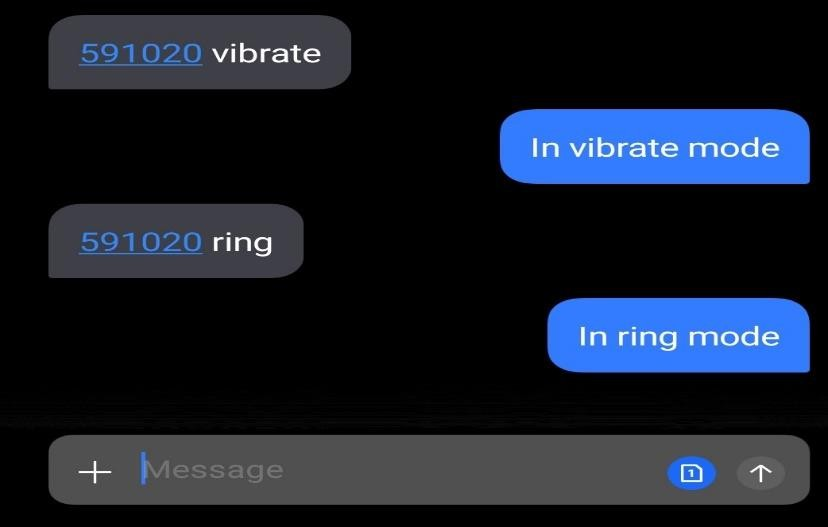 591020 vibrate
In vibrate mode
591020 ring
In ring mode
Message
1